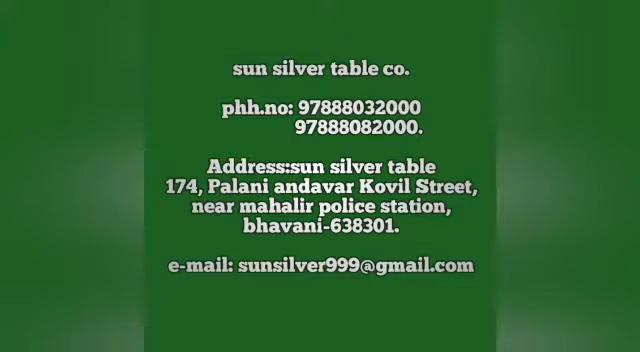 sun silver table co.
phh.no: 97888032000
97888082000.
Address:sun silver table
174, Palani andavar Kovil Street,
near mahalir police station,
bhavani-638301.
e-mail: sunsilver999@gmail.com